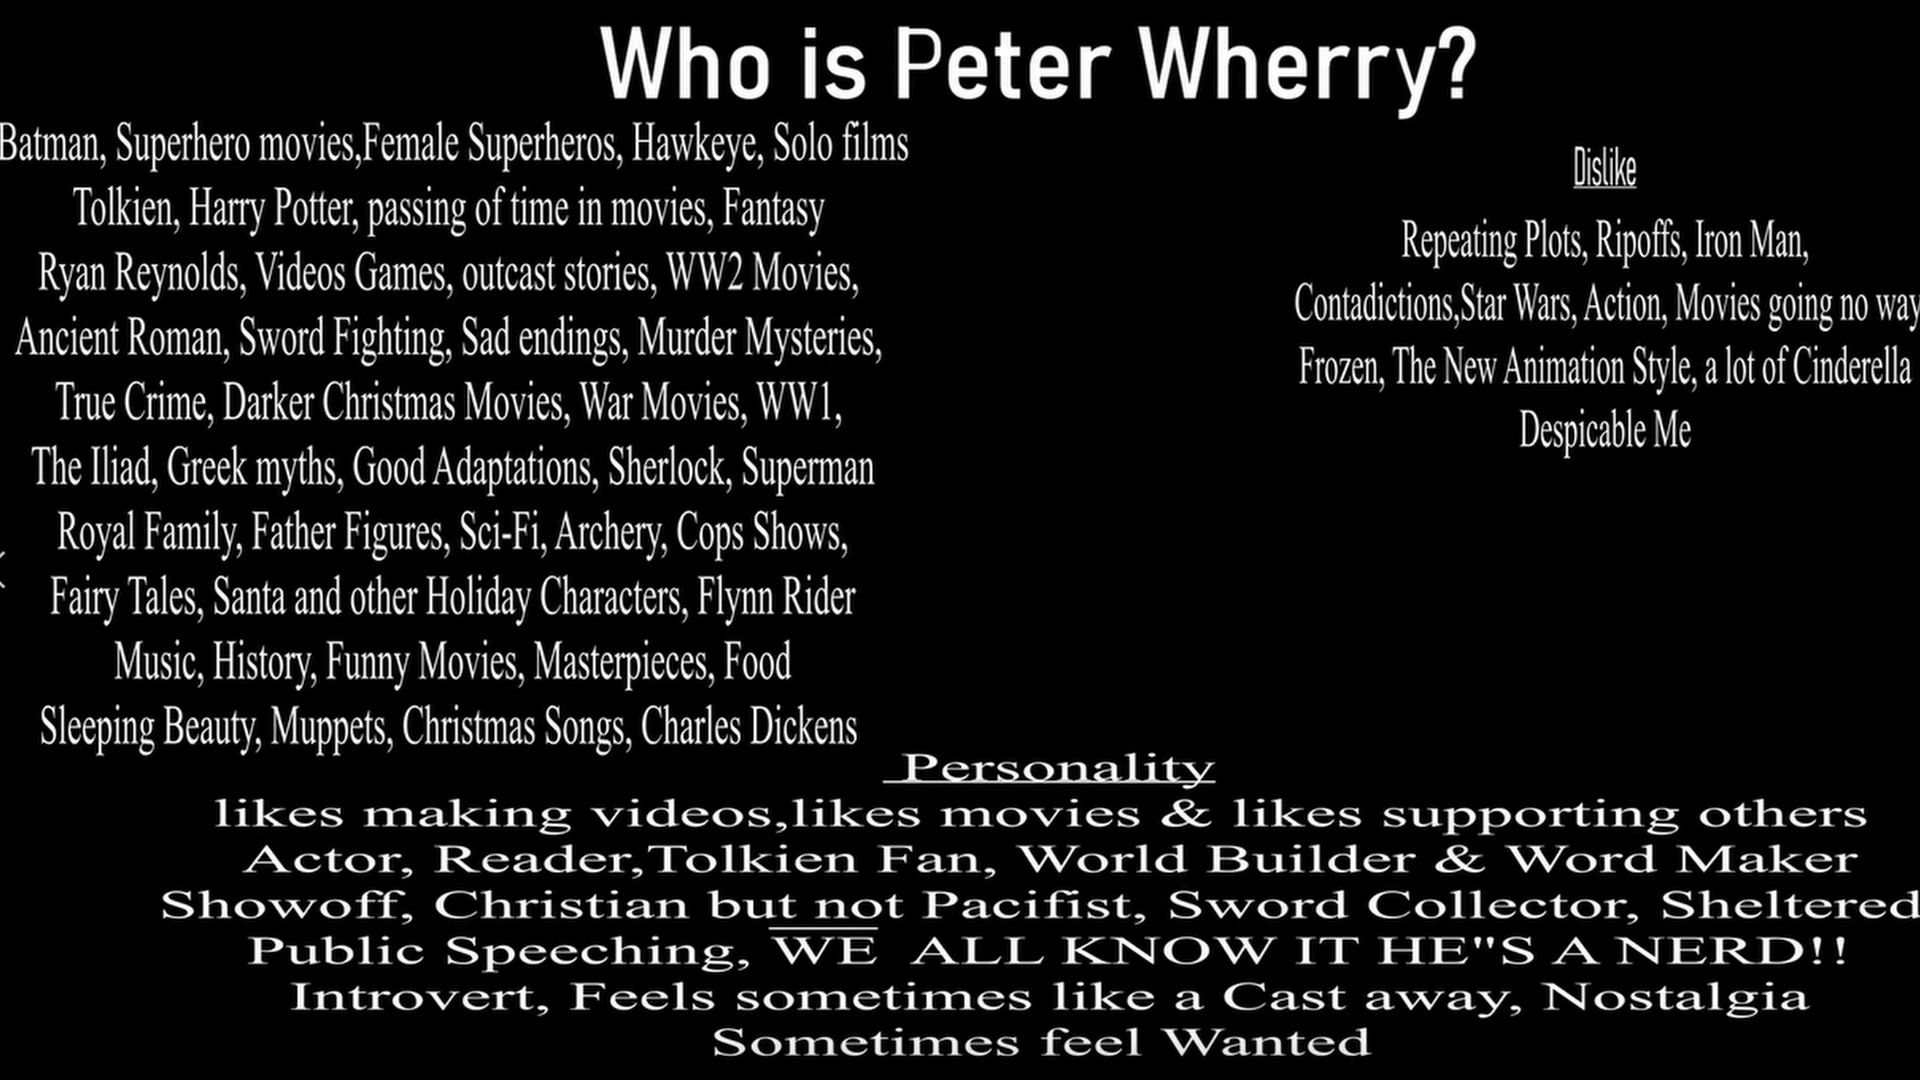 Who is Peter Wherry?
Batman, Superhero movies,Female Superheros, Hawkeye, Solo films
Tolkien, Harry Potter, passing of time in movies, Fantasy
Ryan Reynolds, Videos Games, outcast stories, WW2 Movies,
Ancient Roman, Sword Fighting, Sad endings, Murder Mysteries,
True Crime, Darker Christmas Movies, War Movies, WW1,
The Iliad, Greek myths, Good Adaptations, Sherlock, Superman
Royal Family, Father Figures, Sci-Fi, Archery, Cops Shows,
Fairy Tales, Santa and other Holiday Characters, Flynn Rider
Music, History, Funny Movies, Masterpieces, Food
Sleeping Beauty, Muppets, Christmas Songs, Charles Dickens
Dislike
Repeating Plots, Ripoffs, Iron Man,
Contadictions,Star Wars, Action, Movies going no way
Frozen, The New Animation Style, a lot of Cinderella
Despicable Me
Personality
likes making videos,likes movies & likes supporting others
Actor, Reader,Tolkien Fan, World Builder & Word Maker
Showoff, Christian but not Pacifist, Sword Collector, Sheltered
Public Speeching, WE ALL KNOW IT HE"S A NERD!!
Introvert, Feels sometimes like a Cast away, Nostalgia
Sometimes feel Wanted